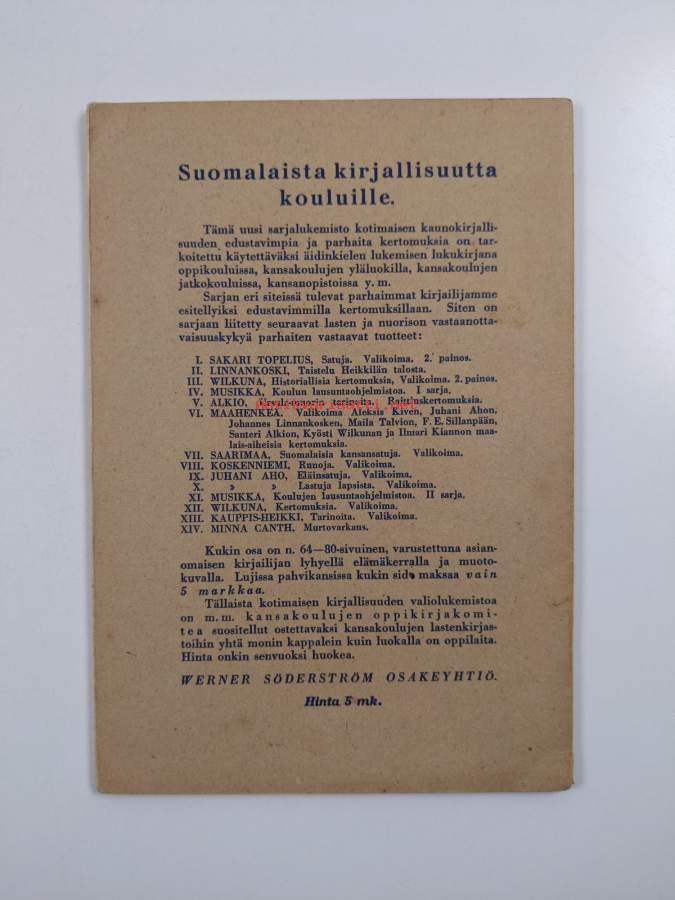 Suomalaista kirjallisuutta
kouluille.
Tämä uusi sarjalukemisto kotimaisen kaunokirjalli-
suuden edustavimpia ja parhaita kertomuksia on tar-
koitettu käytettäväksi äidinkielen lukemisen lukukirjana
oppikouluissa, kansakoulujen yläluokilla, kansakoulujen
jatkokouluissa, kansanopistoissa y. m.
Sarjan eri siteissä tulevat parhaimmat kirjailijamme
esitellyiksi edustavimmilla kertomuksillaan. Siten on
sarjaan liitetty seuraavat lasten ja nuorison vastaanotta-
vaisuuskykyä parhaiten vastaavat tuotteet:
I. SAKARI TOPELIUS, Satuja. Valikoima. 2. painos.
II. LINNANKOSKI, Taistelu Heikkilän talosta.
III. WILKUNA, Historiallisia kertomuksia, Valikoima. 2. painos.
IV. MUSIKKA, Koulun lausuntaohjelmistoa. I sarja.
V. ALKIO, tarinoita. Raittiuskertomuksia.
VI. MAAHENKEÄ. Valikoima Aleksis Kiven, Juhani Ahon,
Johannes Linnankosken, Maila Talvion, F. E. Sillanpään,
Santeri Alkion, Kyösti Wilkunan ja Ilmari Kiannon maa-
lais-aiheisia kertomuksia.
VII. SAARIMAA, Suomalaisia kansansatuja. Valikoima.
VIII. KOSKENNIEMI, Runoja. Valikoima.
IX. JUHANI AHO, Eläinsatuja. Valikoima.
X. » » Lastuja lapsista. Valikoima.
XI. MUSIKKA, Koulujen lausuntaohjelmistoa. II sarja.
XII. WILKUNA, Kertomuksia. Valikoima.
XIII. KAUPPIS-HEIKKI, Tarinoita. Valikoima.
XIV. MINNA CANTH, Murtovarkaus.
Kukin osa on n. 64—80-sivuinen, varustettuna asian-
omaisen kirjailijan lyhyellä elämäkerralla ja muoto-
kuvalla. Lujissa pahvikansissa kukin sido maksaa vain
5 markkaa.
Tällaista kotimaisen kirjallisuuden valiolukemistoa
on m. m. kansakoulujen oppikirjakomi-
tea suositellut ostettavaksi kansakoulujen lastenkirjas-
toihin yhtä monin kappalein kuin luokalla on oppilaita.
Hinta onkin senvuoksi huokea.
WERNER SÖDERSTRÖM OSAKEYHTIÖ.
Hinta 5 mk.